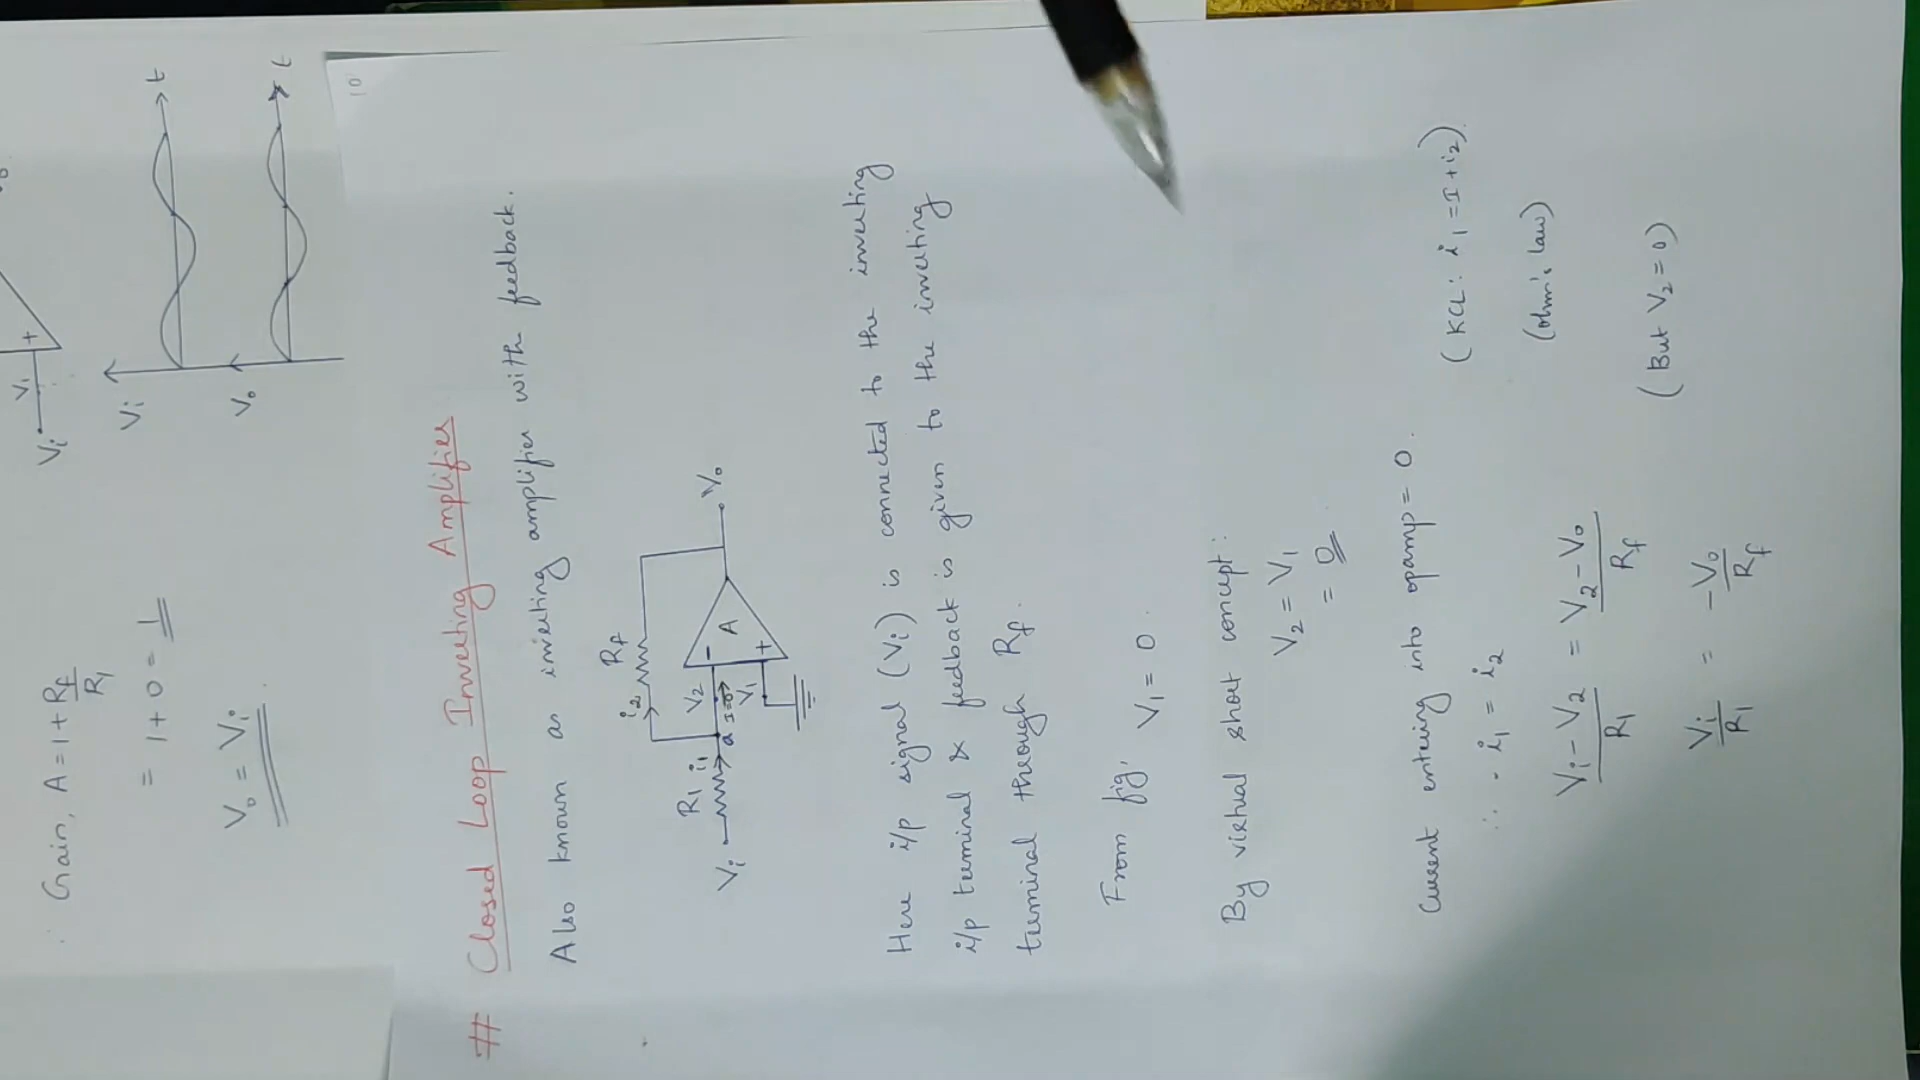 Vi V1 +
Gain, A = 1 + Rf/R1
= 1 + 0 = 1
Vo = Vi
Vi t
Vo t
10
# Closed Loop Inverting Amplifier
Also known as inverting amplifier with feedback.
Rf
i2
R1 i1 V2 - A Vo
Vi a I=0
V1 +
Here i/p signal (Vi) is connected to the inverting
i/p terminal & feedback is given to the inverting
terminal through Rf.
From fig, V1 = 0.
By virtual short concept:
V2 = V1
= 0
Current entering into opamp = 0.
∴ i1 = i2 (KCL: i1 = I + i2)
Vi - V2 / R1 = V2 - Vo / Rf (Ohm's law)
Vi / R1 = -Vo / Rf (But V2 = 0)